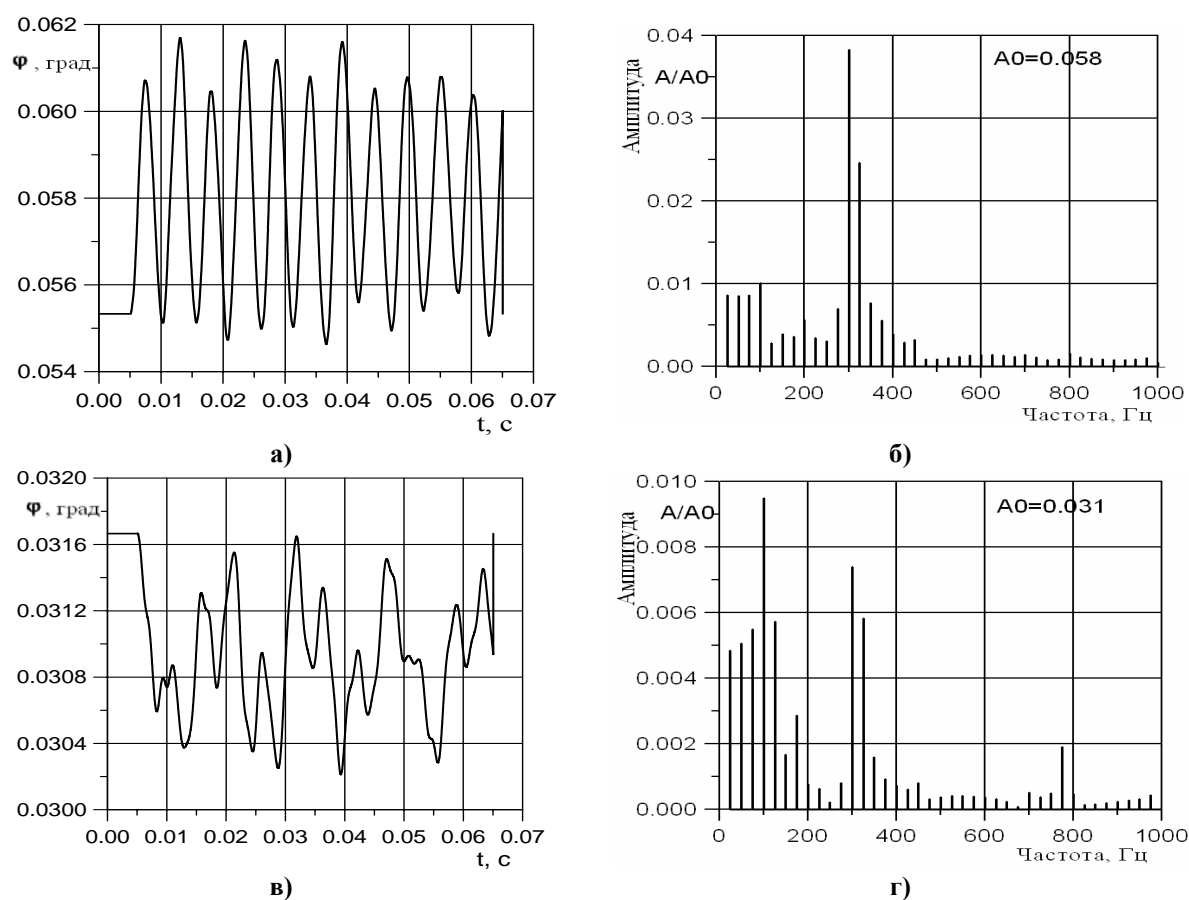 0.062
φ , град
0.060
0.058
0.056
0.054
0.00 0.01 0.02 0.03 0.04 0.05 0.06 0.07
t, c
а)
0.04
Амплитуда
A/A0
A0=0.058
0.03
0.02
0.01
0.00
0 200 400 600 800 1000
Частота, Гц
б)
0.0320
φ , град
0.0316
0.0312
0.0308
0.0304
0.0300
0.00 0.01 0.02 0.03 0.04 0.05 0.06 0.07
t, c
в)
0.010
Амплитуда
A/A0
A0=0.031
0.008
0.006
0.004
0.002
0.000
0 200 400 600 800 1000
Частота, Гц
г)